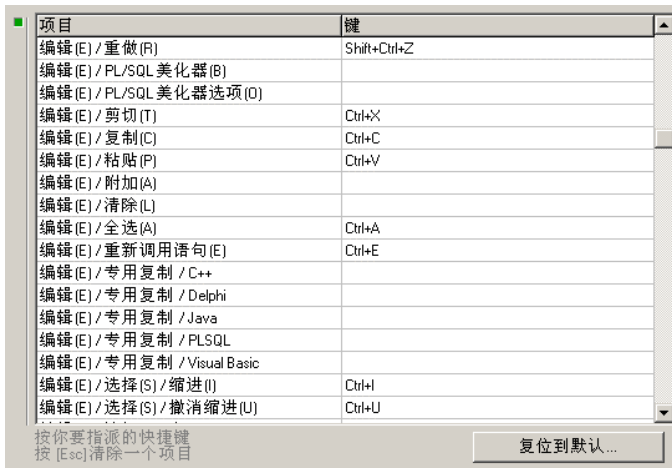 项目 键
编辑(E) / 重做(R) Shift+Ctrl+Z
编辑(E) / PL/SQL 美化器(B)
编辑(E) / PL/SQL 美化器选项(O)
编辑(E) / 剪切(T) Ctrl+X
编辑(E) / 复制(C) Ctrl+C
编辑(E) / 粘贴(P) Ctrl+V
编辑(E) / 附加(A)
编辑(E) / 清除(L)
编辑(E) / 全选(A) Ctrl+A
编辑(E) / 重新调用语句(E) Ctrl+E
编辑(E) / 专用复制 / C++
编辑(E) / 专用复制 / Delphi
编辑(E) / 专用复制 / Java
编辑(E) / 专用复制 / PLSQL
编辑(E) / 专用复制 / Visual Basic
编辑(E) / 选择(S) / 缩进(I) Ctrl+I
编辑(E) / 选择(S) / 撤消缩进(U) Ctrl+U
按你要指派的快捷键
按 [Esc]清除一个项目
复位到默认...